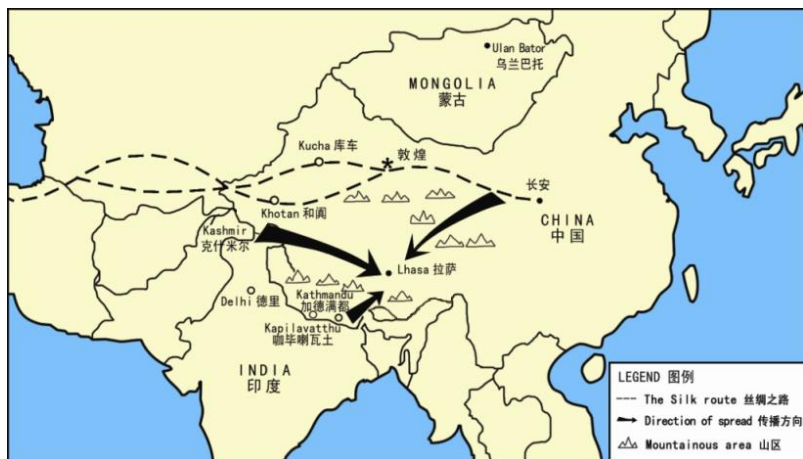 Ulan Bator
乌兰巴托
MONGOLIA
蒙古
Kucha 库车
敦煌
长安
Khotan 和阗
CHINA
中国
Kashmir
克什米尔
Lhasa 拉萨
Delhi 德里
Kathmandu
加德满都
Kapilavatthu
咖毕喇瓦土
INDIA
印度
LEGEND 图例
The Silk route 丝绸之路
Direction of spread 传播方向
Mountainous area 山区